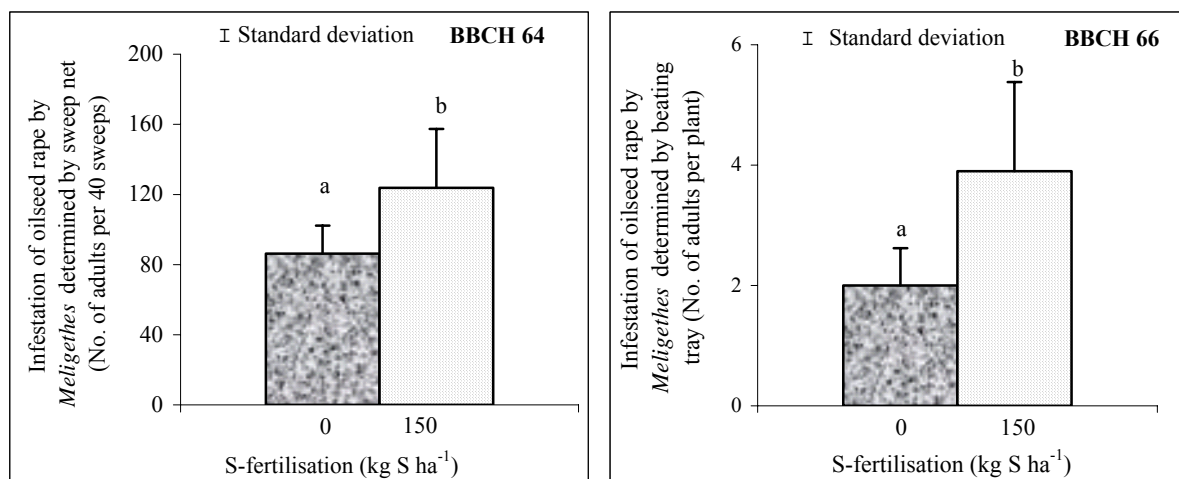 Standard deviation BBCH 64
Infestation of oilseed rape by
Meligethes determined by sweep net
(No. of adults per 40 sweeps)
200
160
120
80
40
0
a
b
0 150
S-fertilisation (kg S ha⁻¹)
Standard deviation BBCH 66
Infestation of oilseed rape by
Meligethes determined by beating
tray (No. of adults per plant)
6
4
2
0
a
b
0 150
S-fertilisation (kg S ha⁻¹)